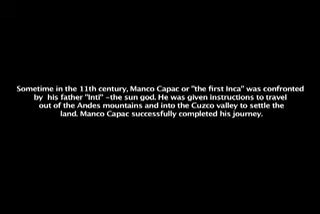 Sometime in the 11th century, Manco Capac or "the first Inca" was confronted
by his father "Inti" -the sun god. He was given instructions to travel
out of the Andes mountains and into the Cuzco valley to settle the
land. Manco Capac successfully completed his journey.